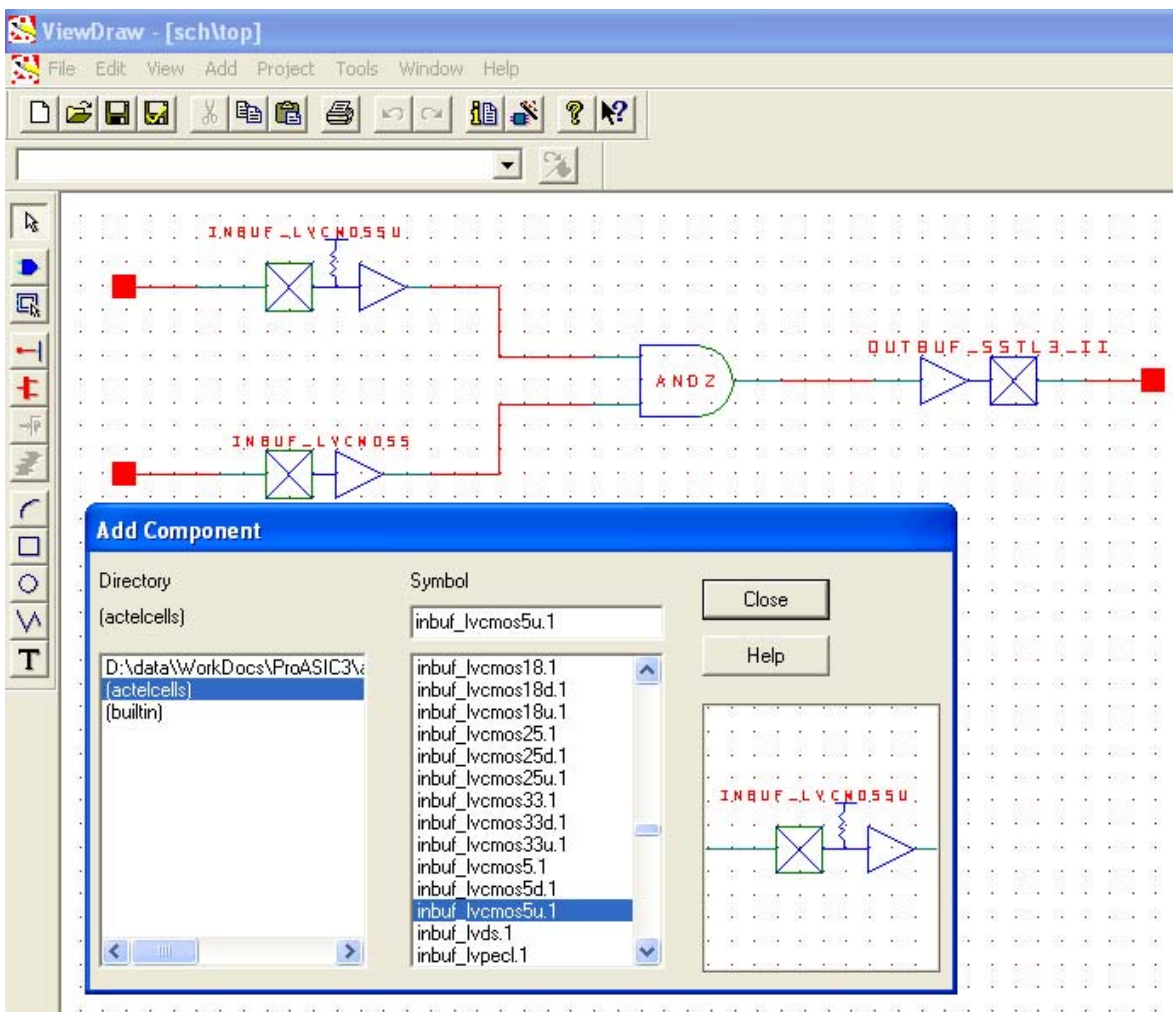 ViewDraw - [sch\top]
File Edit View Add Project Tools Window Help
INBUF_LVCMOS5U
OUTBUF_SSTL3_II
AND2
INBUF_LVCMOS5
Add Component
Directory
Symbol
(actelcells)
inbuf_lvcmos5u.1
Close
Help
D:\data\WorkDocs\ProASIC3\
(actelcells)
(builtin)
inbuf_lvcmos18.1
inbuf_lvcmos18d.1
inbuf_lvcmos18u.1
inbuf_lvcmos25.1
inbuf_lvcmos25d.1
inbuf_lvcmos25u.1
inbuf_lvcmos33.1
inbuf_lvcmos33d.1
inbuf_lvcmos33u.1
inbuf_lvcmos5.1
inbuf_lvcmos5d.1
inbuf_lvcmos5u.1
inbuf_lvds.1
inbuf_lvpecl.1
INBUF_LVCMOS5U
T